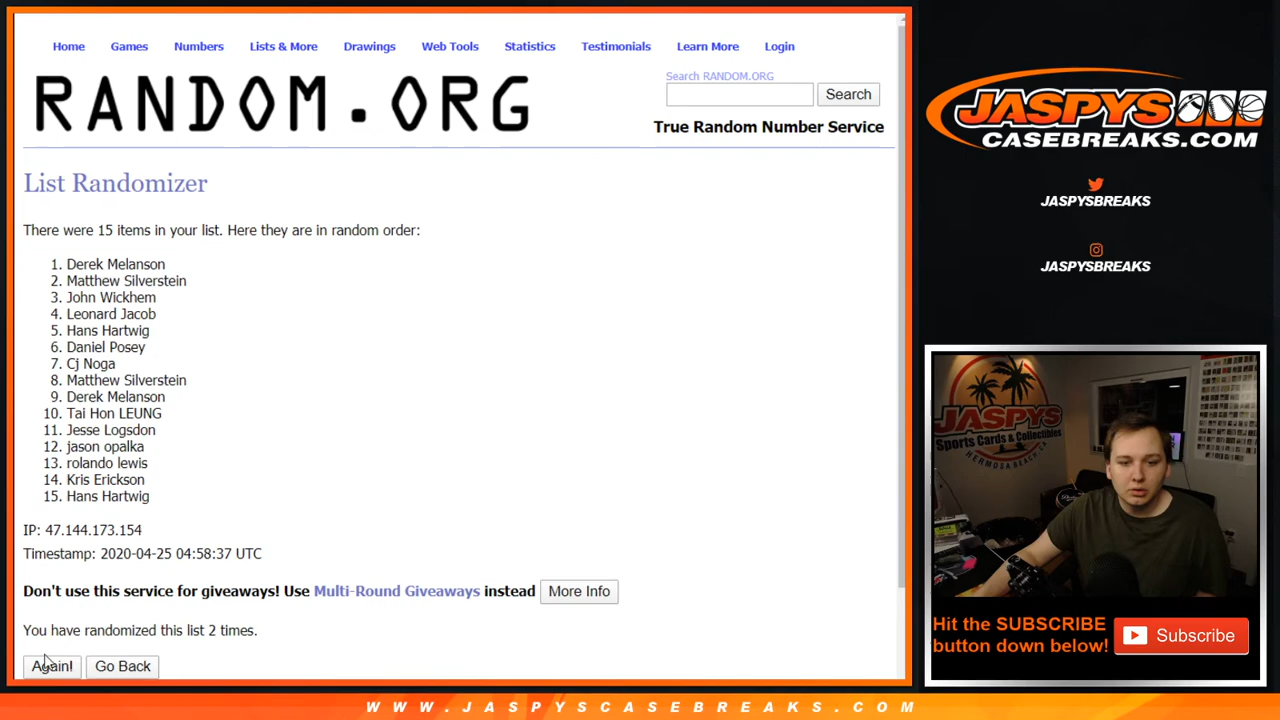 Home Games Numbers Lists & More Drawings Web Tools Statistics Testimonials Learn More Login
RANDOM.ORG
Search RANDOM.ORG
Search
True Random Number Service
List Randomizer
There were 15 items in your list. Here they are in random order:
1. Derek Melanson
2. Matthew Silverstein
3. John Wickhem
4. Leonard Jacob
5. Hans Hartwig
6. Daniel Posey
7. Cj Noga
8. Matthew Silverstein
9. Derek Melanson
10. Tai Hon LEUNG
11. Jesse Logsdon
12. jason opalka
13. rolando lewis
14. Kris Erickson
15. Hans Hartwig
IP: 47.144.173.154
Timestamp: 2020-04-25 04:58:37 UTC
Don't use this service for giveaways! Use Multi-Round Giveaways instead More Info
You have randomized this list 2 times.
Again! Go Back
JASPYS
CASEBREAKS.COM
JASPYSBREAKS
JASPYSBREAKS
JASPYS
Sports Cards & Collectibles
HERMOSA BEACH, CA
Hit the SUBSCRIBE
button down below!
Subscribe
WWW.JASPYSCASEBREAKS.COM